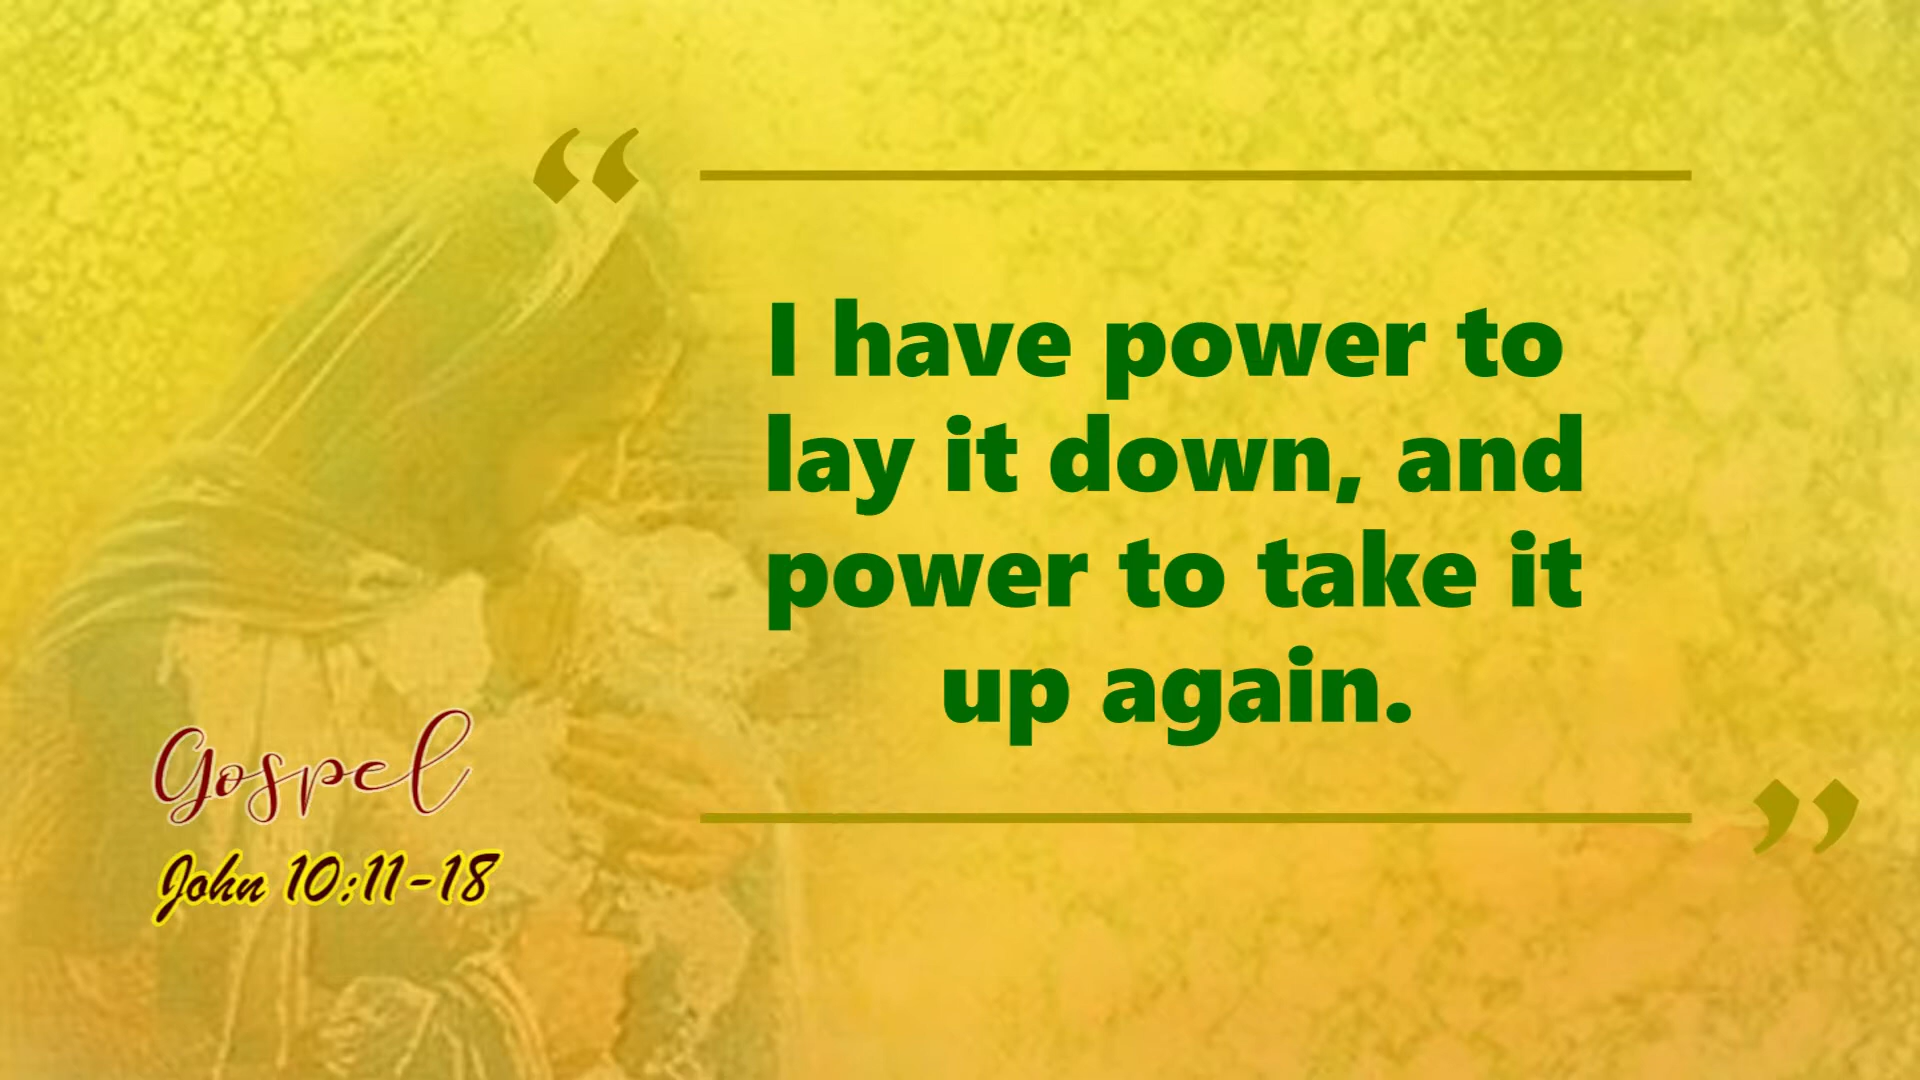 “
I have power to
lay it down, and
power to take it
up again.
”
Gospel
John 10:11-18